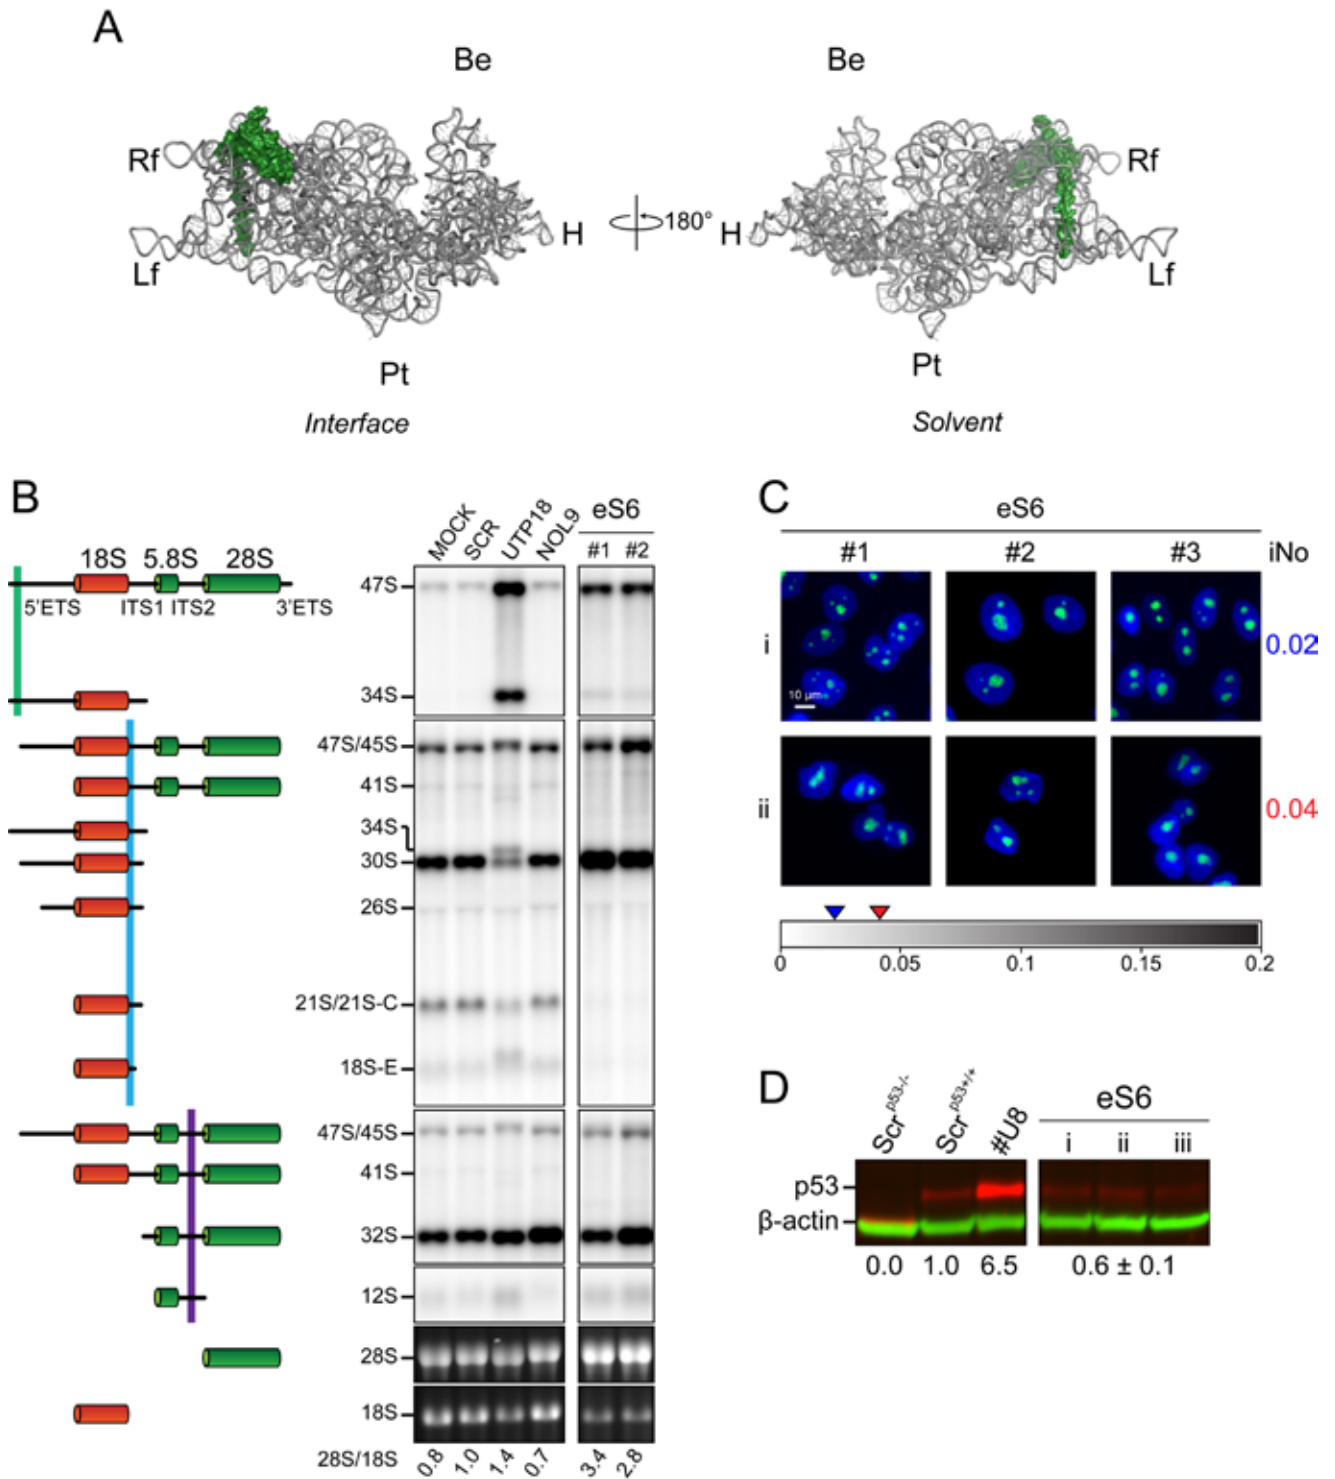 A
Be Be
Rf Rf
H 180° H
Lf Lf
Pt Pt
Interface Solvent
B
MOCK SCR UTP18 NOL9 eS6
#1 #2
18S 5.8S 28S
5'ETS ITS1 ITS2 3'ETS
47S
34S
47S/45S
41S
34S
30S
26S
21S/21S-C
18S-E
47S/45S
41S
32S
12S
28S
18S
28S/18S 0.8 1.0 1.4 0.7 3.4 2.8
C
eS6
#1 #2 #3 iNo
i 0.02
10 µm
ii 0.04
0 0.05 0.1 0.15 0.2
D
Scr p53-/- Scr p53+/+ #U8 eS6
i ii iii
p53
β-actin
0.0 1.0 6.5 0.6 ± 0.1